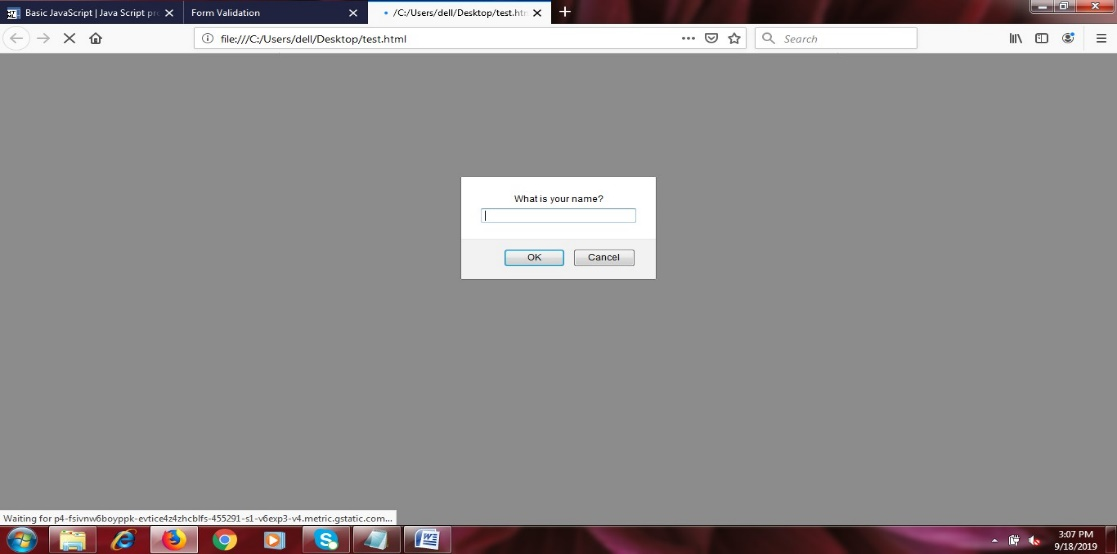 Basic JavaScript | Java Script pr
Form Validation
/C:/Users/dell/Desktop/test.htm
file:///C:/Users/dell/Desktop/test.html
Search
What is your name?
OK
Cancel
Waiting for p4-fsivnw6boyppk-evtice4z4zhcblfs-455291-s1-v6exp3-v4.metric.gstatic.com...
3:07 PM
9/18/2019